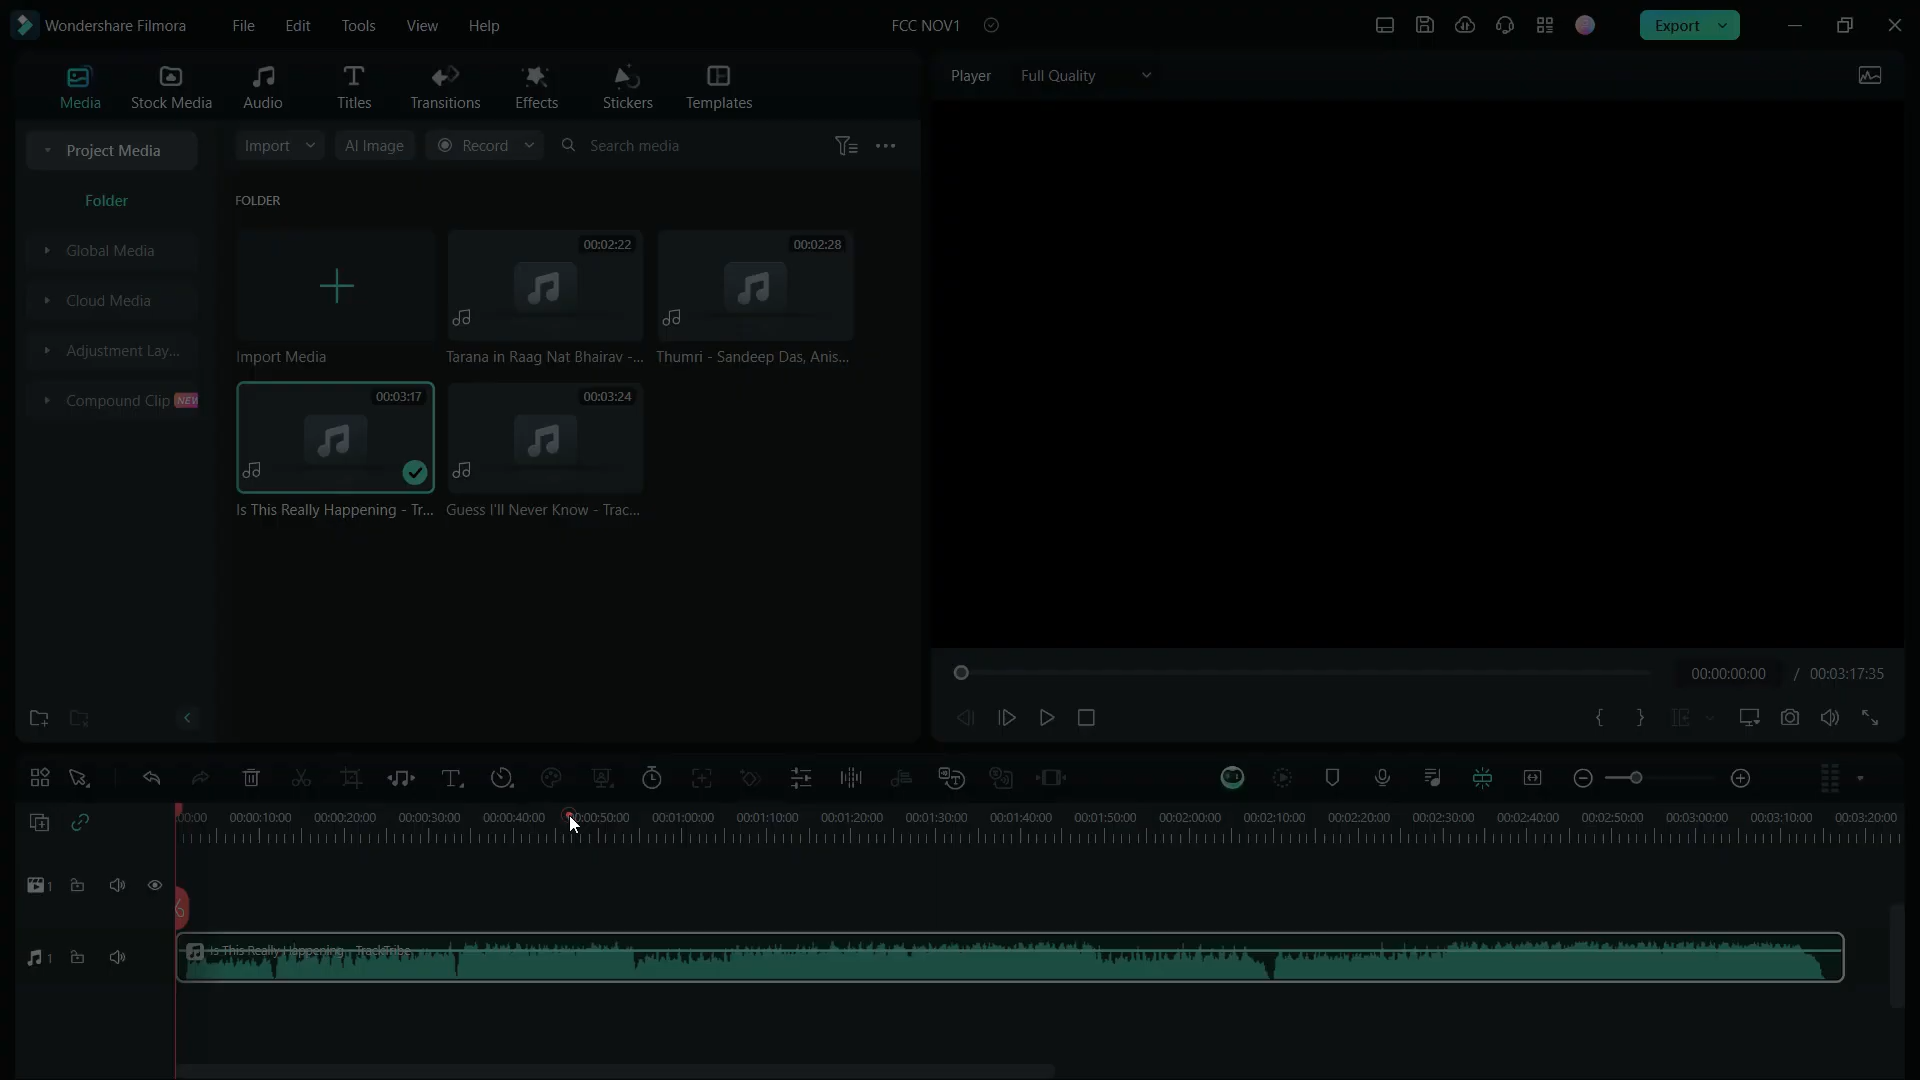 Wondershare Filmora File Edit Tools View Help FCC NOV1 Export
Media Stock Media Audio Titles Transitions Effects Stickers Templates
Player Full Quality
Project Media
Import AI Image Record Search media
Folder
FOLDER
Global Media
Cloud Media
Adjustment Lay...
Compound Clip NEW
00:02:22 00:02:28
Import Media Tarana in Raag Nat Bhairav -... Thumri - Sandeep Das, Anis...
00:03:17 00:03:24
Is This Really Happening - Tr... Guess I'll Never Know - Trac...
00:00:00:00 / 00:03:17:35
00:00 00:00:10:00 00:00:20:00 00:00:30:00 00:00:40:00 00:00:50:00 00:01:00:00 00:01:10:00 00:01:20:00 00:01:30:00 00:01:40:00 00:01:50:00 00:02:00:00 00:02:10:00 00:02:20:00 00:02:30:00 00:02:40:00 00:02:50:00 00:03:00:00 00:03:10:00 00:03:20:00
1
1
Is This Really Happening - TrackTribe